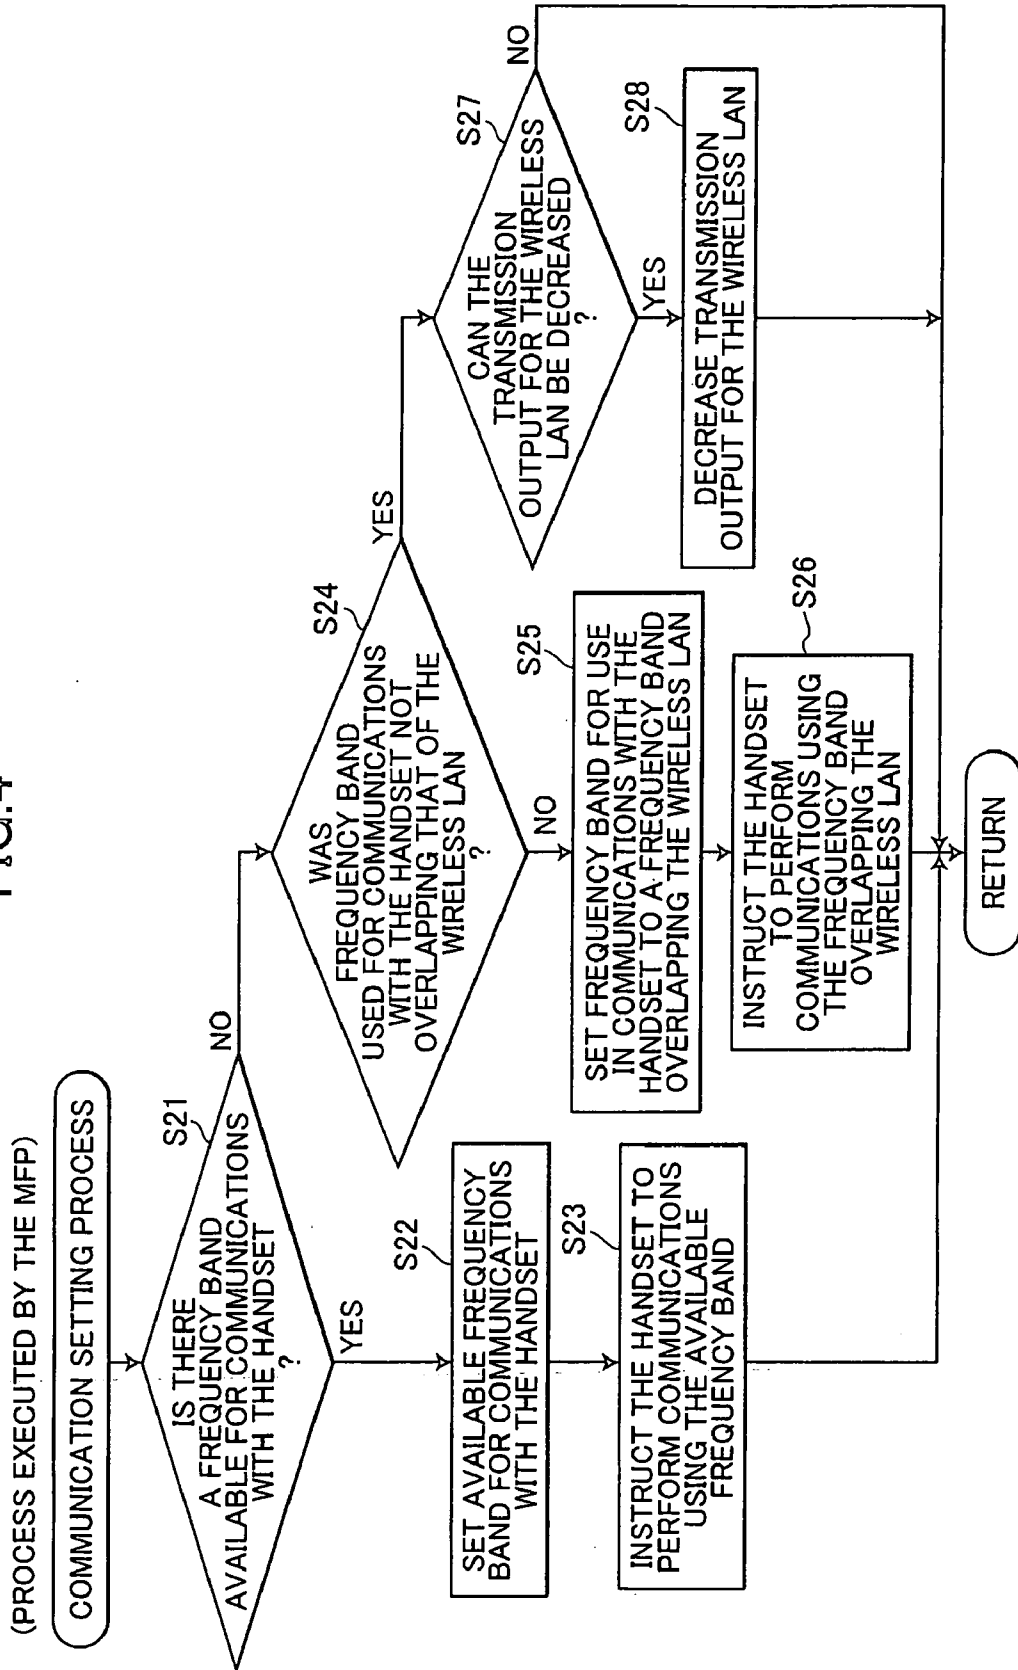 FIG.4
(PROCESS EXECUTED BY THE MFP)
COMMUNICATION SETTING PROCESS
S21
IS THERE
A FREQUENCY BAND
AVAILABLE FOR COMMUNICATIONS
WITH THE HANDSET
?
NO
YES
S22
SET AVAILABLE FREQUENCY
BAND FOR COMMUNICATIONS
WITH THE HANDSET
S23
INSTRUCT THE HANDSET TO
PERFORM COMMUNICATIONS
USING THE AVAILABLE
FREQUENCY BAND
S24
WAS
FREQUENCY BAND
USED FOR COMMUNICATIONS
WITH THE HANDSET NOT
OVERLAPPING THAT OF THE
WIRELESS LAN
?
YES
NO
S25
SET FREQUENCY BAND FOR USE
IN COMMUNICATIONS WITH THE
HANDSET TO A FREQUENCY BAND
OVERLAPPING THE WIRELESS LAN
S26
INSTRUCT THE HANDSET
TO PERFORM
COMMUNICATIONS USING
THE FREQUENCY BAND
OVERLAPPING THE
WIRELESS LAN
S27
CAN THE
TRANSMISSION
OUTPUT FOR THE WIRELESS
LAN BE DECREASED
?
NO
YES
S28
DECREASE TRANSMISSION
OUTPUT FOR THE WIRELESS LAN
RETURN